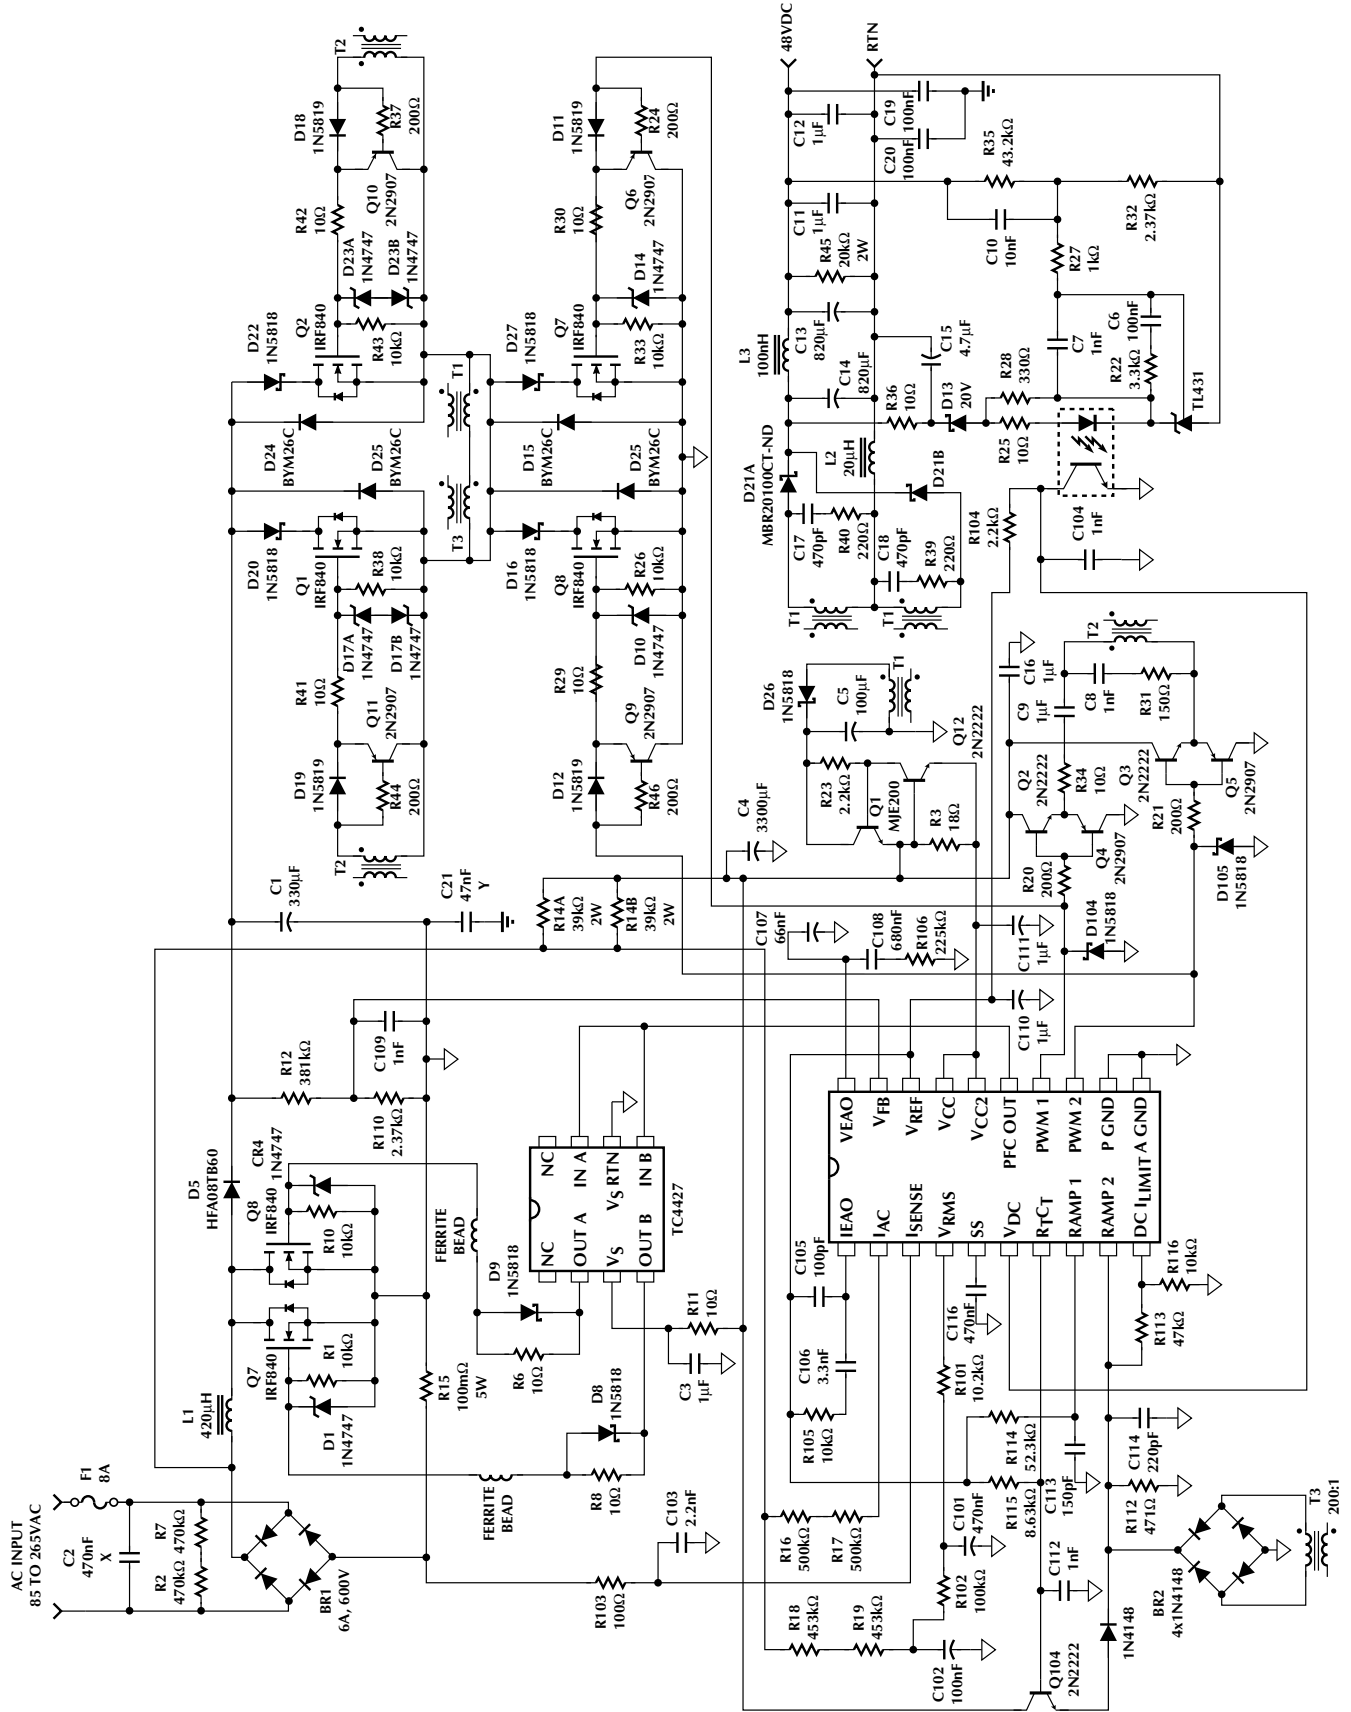 AC INPUT
85 TO 265VAC
F1
8A
C2
470nF
X
R7
470kΩ
R2
470kΩ
BR1
6A, 600V
L1
420µH
D5
HFA08TB60
Q7
IRF840
Q8
IRF840
CR4
1N4747
R1
10kΩ
R10
10kΩ
D1
1N4747
R12
381kΩ
R110
2.37kΩ
C109
1nF
R15
100mΩ
5W
FERRITE
BEAD
FERRITE
BEAD
D9
1N5818
R6
10Ω
D8
1N5818
R8
10Ω
NC
OUT A
VS
OUT B
NC
IN A
VS RTN
IN B
TC4427
R11
10Ω
C3
1µF
C103
2.2nF
R103
100Ω
C1
330µF
C21
47nF
Y
T2
D19
1N5819
R44
200Ω
Q11
2N2907
R41
10Ω
D17A
1N4747
D17B
1N4747
R38
10kΩ
Q1
IRF840
D20
1N5818
D25
BYM26C
D24
BYM26C
D22
1N5818
Q2
IRF840
R43
10kΩ
D23A
1N4747
D23B
1N4747
R42
10Ω
Q10
2N2907
D18
1N5819
R37
200Ω
T2
T3
T1
D12
1N5819
R46
200Ω
Q9
2N2907
R29
10Ω
D10
1N4747
R26
10kΩ
Q8
IRF840
D16
1N5818
D25
BYM26C
D15
BYM26C
D27
1N5818
Q7
IRF840
R33
10kΩ
D14
1N4747
R30
10Ω
Q6
2N2907
D11
1N5819
R24
200Ω
R14A
39kΩ
2W
R14B
39kΩ
2W
C4
3300µF
D26
1N5818
C5
100µF
T1
R23
2.2kΩ
Q1
MJE200
Q12
2N2222
R3
18Ω
T1
T1
D21A
MBR20100CT-ND
C17
470pF
R40
220Ω
C18
470pF
R39
220Ω
D21B
L2
20µH
L3
100nH
C14
820µF
C13
820µF
R45
20kΩ
2W
C11
1µF
C12
1µF
C19
100nF
C20
100nF
48VDC
RTN
R36
10Ω
C15
4.7µF
D13
20V
R28
330Ω
R25
10Ω
C7
1nF
R22
3.3kΩ
C6
100nF
TL431
R27
1kΩ
C10
10nF
R35
43.2kΩ
R32
2.37kΩ
R104
2.2kΩ
C104
1nF
C107
66nF
C108
680nF
R106
225kΩ
C111
1µF
C110
1µF
D104
1N5818
D105
1N5818
R20
200Ω
Q4
2N2907
Q2
2N2222
R34
10Ω
C9
1µF
C16
1µF
C8
1nF
R31
150Ω
T2
Q3
2N2222
Q5
2N2907
R21
200Ω
IEAO
IAC
ISENSE
VRMS
SS
VDC
RTCT
RAMP 1
RAMP 2
DC ILIMIT
VEAO
VFB
VREF
VCC
VCC2
PFC OUT
PWM 1
PWM 2
P GND
A GND
C105
100pF
C106
3.3nF
R105
10kΩ
C116
470nF
R101
10.2kΩ
R16
500kΩ
R17
500kΩ
C101
470nF
R102
100kΩ
R18
453kΩ
R19
453kΩ
C102
100nF
R114
52.3kΩ
R115
8.63kΩ
C113
150pF
C112
1nF
R113
47kΩ
R116
10kΩ
C114
220pF
R112
471Ω
Q104
2N2222
1N4148
BR2
4x1N4148
T3
200:1